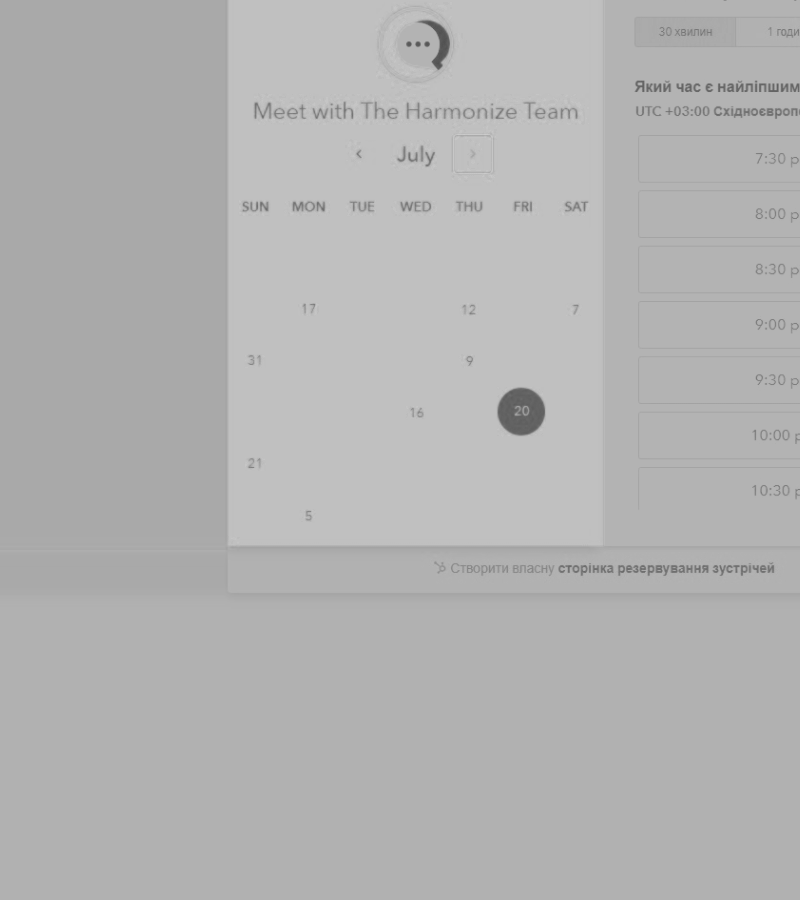 Meet with The Harmonize Team
July
SUN MON TUE WED THU FRI SAT
17 12 7
31 9
16 20
21
5
30 хвилин 1 годи
Який час є найліпшим
UTC +03:00 Східноєвропе
7:30 p
8:00 p
8:30 p
9:00 p
9:30 p
10:00 p
10:30 p
Створити власну сторінка резервування зустрічей